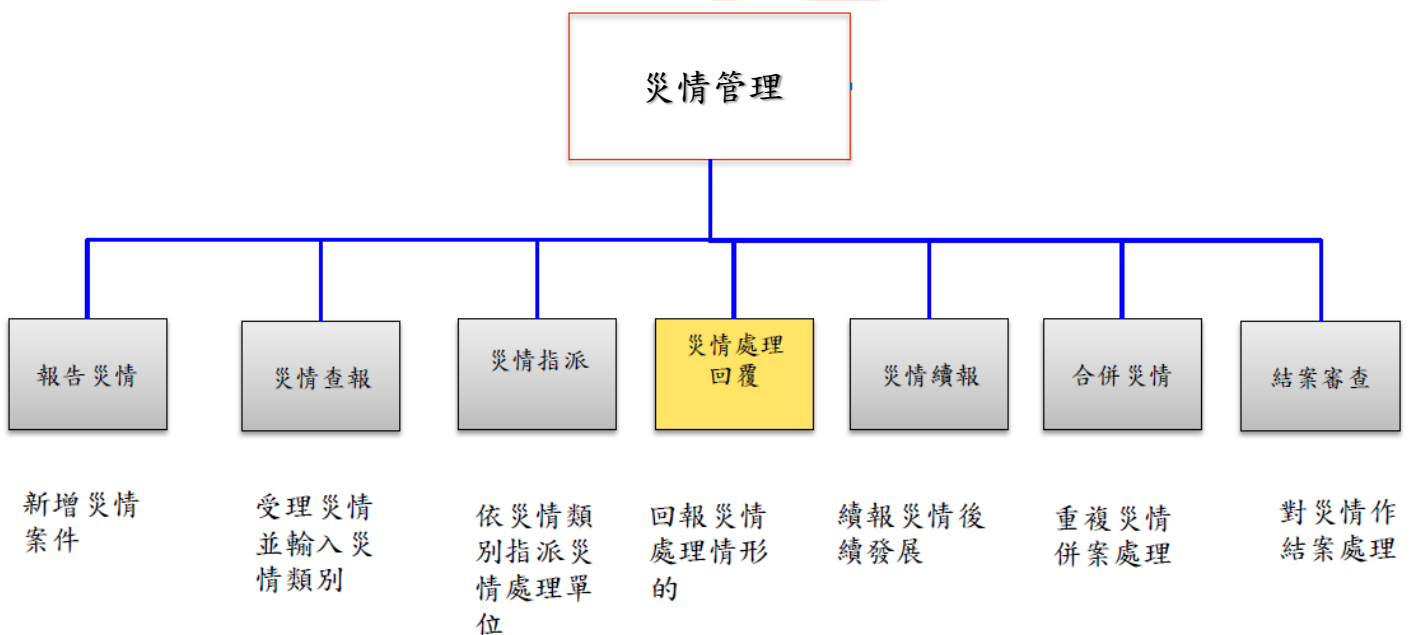 災情管理
報告災情
災情查報
災情指派
災情處理
回覆
災情續報
合併災情
結案審查
新增災情
案件
受理災情
並輸入災
情類別
依災情類
別指派災
情處理單
位
回報災情
處理情形
的
續報災情後
續發展
重複災情
併案處理
對災情作
結案處理